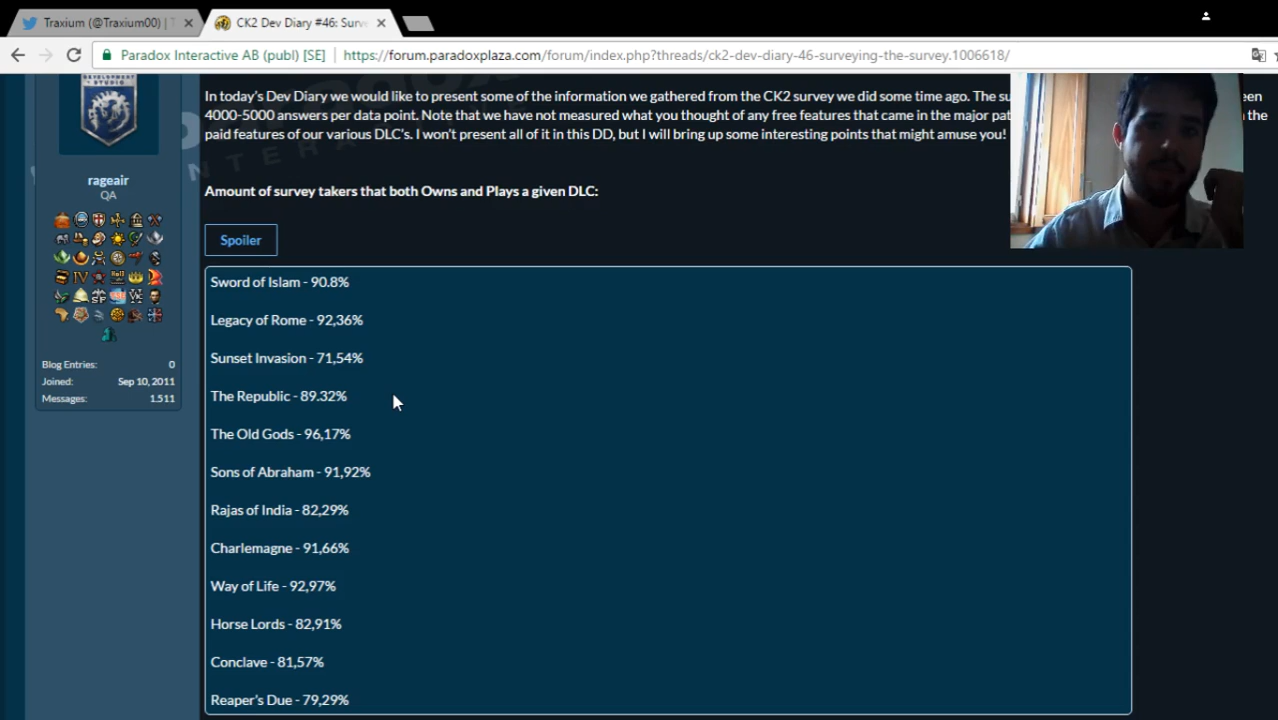 Traxium (@Traxium00) | T
CK2 Dev Diary #46: Surve
Paradox Interactive AB (publ) [SE]
https://forum.paradoxplaza.com/forum/index.php?threads/ck2-dev-diary-46-surveying-the-survey.1006618/
DEVELOPMENT
STUDIO
rageair
QA
Blog Entries: 0
Joined: Sep 10, 2011
Messages: 1.511
In today's Dev Diary we would like to present some of the information we gathered from the CK2 survey we did some time ago. The su een
4000-5000 answers per data point. Note that we have not measured what you thought of any free features that came in the major pat the
paid features of our various DLC's. I won't present all of it in this DD, but I will bring up some interesting points that might amuse you!
Amount of survey takers that both Owns and Plays a given DLC:
Spoiler
Sword of Islam - 90.8%
Legacy of Rome - 92,36%
Sunset Invasion - 71,54%
The Republic - 89.32%
The Old Gods - 96,17%
Sons of Abraham - 91,92%
Rajas of India - 82,29%
Charlemagne - 91,66%
Way of Life - 92,97%
Horse Lords - 82,91%
Conclave - 81,57%
Reaper's Due - 79,29%